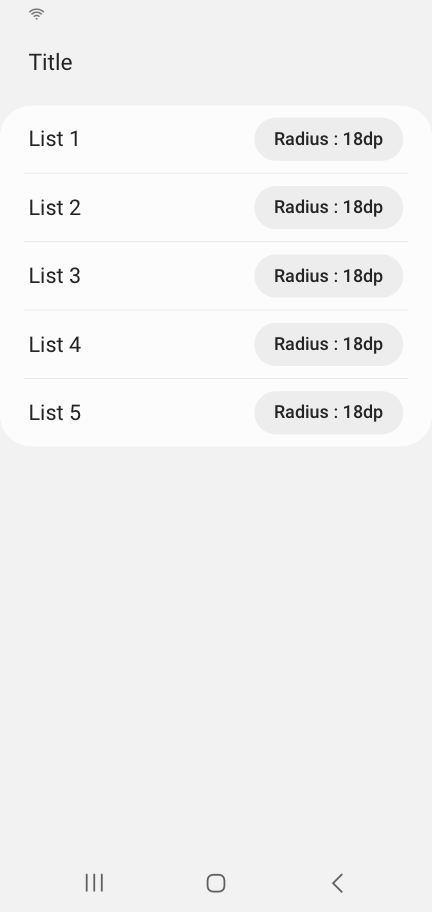 Title
List 1
Radius : 18dp
List 2
Radius : 18dp
List 3
Radius : 18dp
List 4
Radius : 18dp
List 5
Radius : 18dp